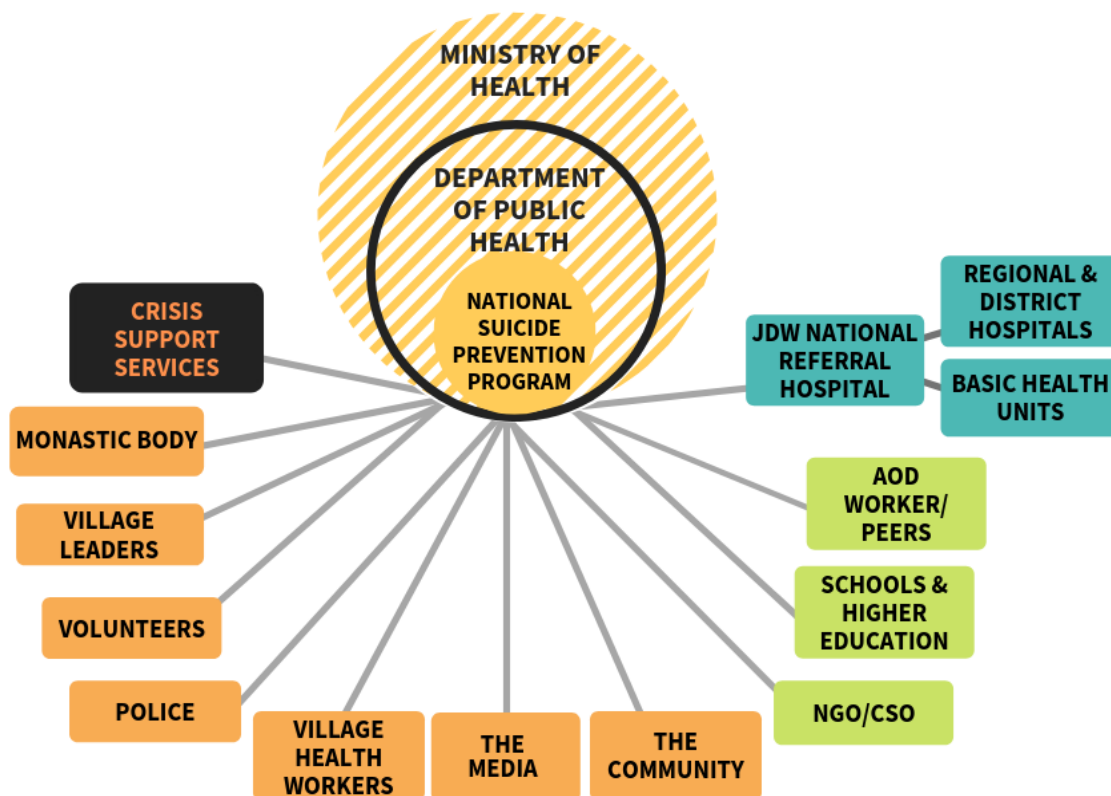 MINISTRY OF
HEALTH
DEPARTMENT
OF PUBLIC
HEALTH
NATIONAL
SUICIDE
PREVENTION
PROGRAM
CRISIS
SUPPORT
SERVICES
MONASTIC BODY
VILLAGE
LEADERS
VOLUNTEERS
POLICE
VILLAGE
HEALTH
WORKERS
THE
MEDIA
THE
COMMUNITY
NGO/CSO
SCHOOLS &
HIGHER
EDUCATION
AOD
WORKER/
PEERS
JDW NATIONAL
REFERRAL
HOSPITAL
REGIONAL &
DISTRICT
HOSPITALS
BASIC HEALTH
UNITS